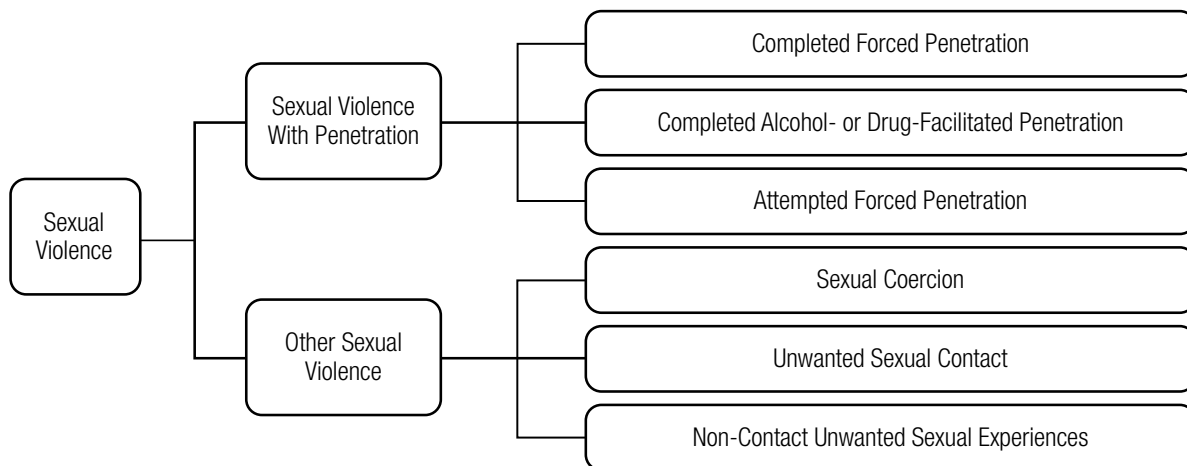 Sexual
Violence
Sexual Violence
With Penetration
Completed Forced Penetration
Completed Alcohol- or Drug-Facilitated Penetration
Attempted Forced Penetration
Other Sexual
Violence
Sexual Coercion
Unwanted Sexual Contact
Non-Contact Unwanted Sexual Experiences